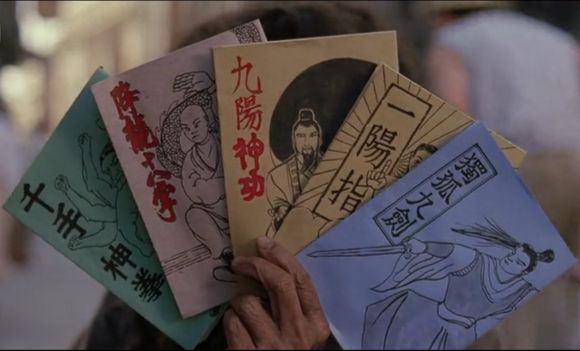 千手神拳
降龍十八掌
九陽神功
一陽指
獨狐九劍